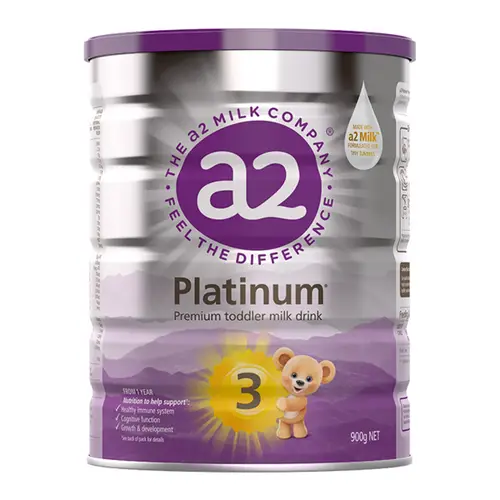 THE a2 MILK COMPANY
FEEL THE DIFFERENCE
a2
MADE WITH
a2 Milk™
Platinum®
Premium toddler milk drink
3
FROM 1 YEAR
Nutrition to help support:
✓ Healthy immune system
✓ Cognitive function
✓ Growth & development
See back of pack for details
900g NET